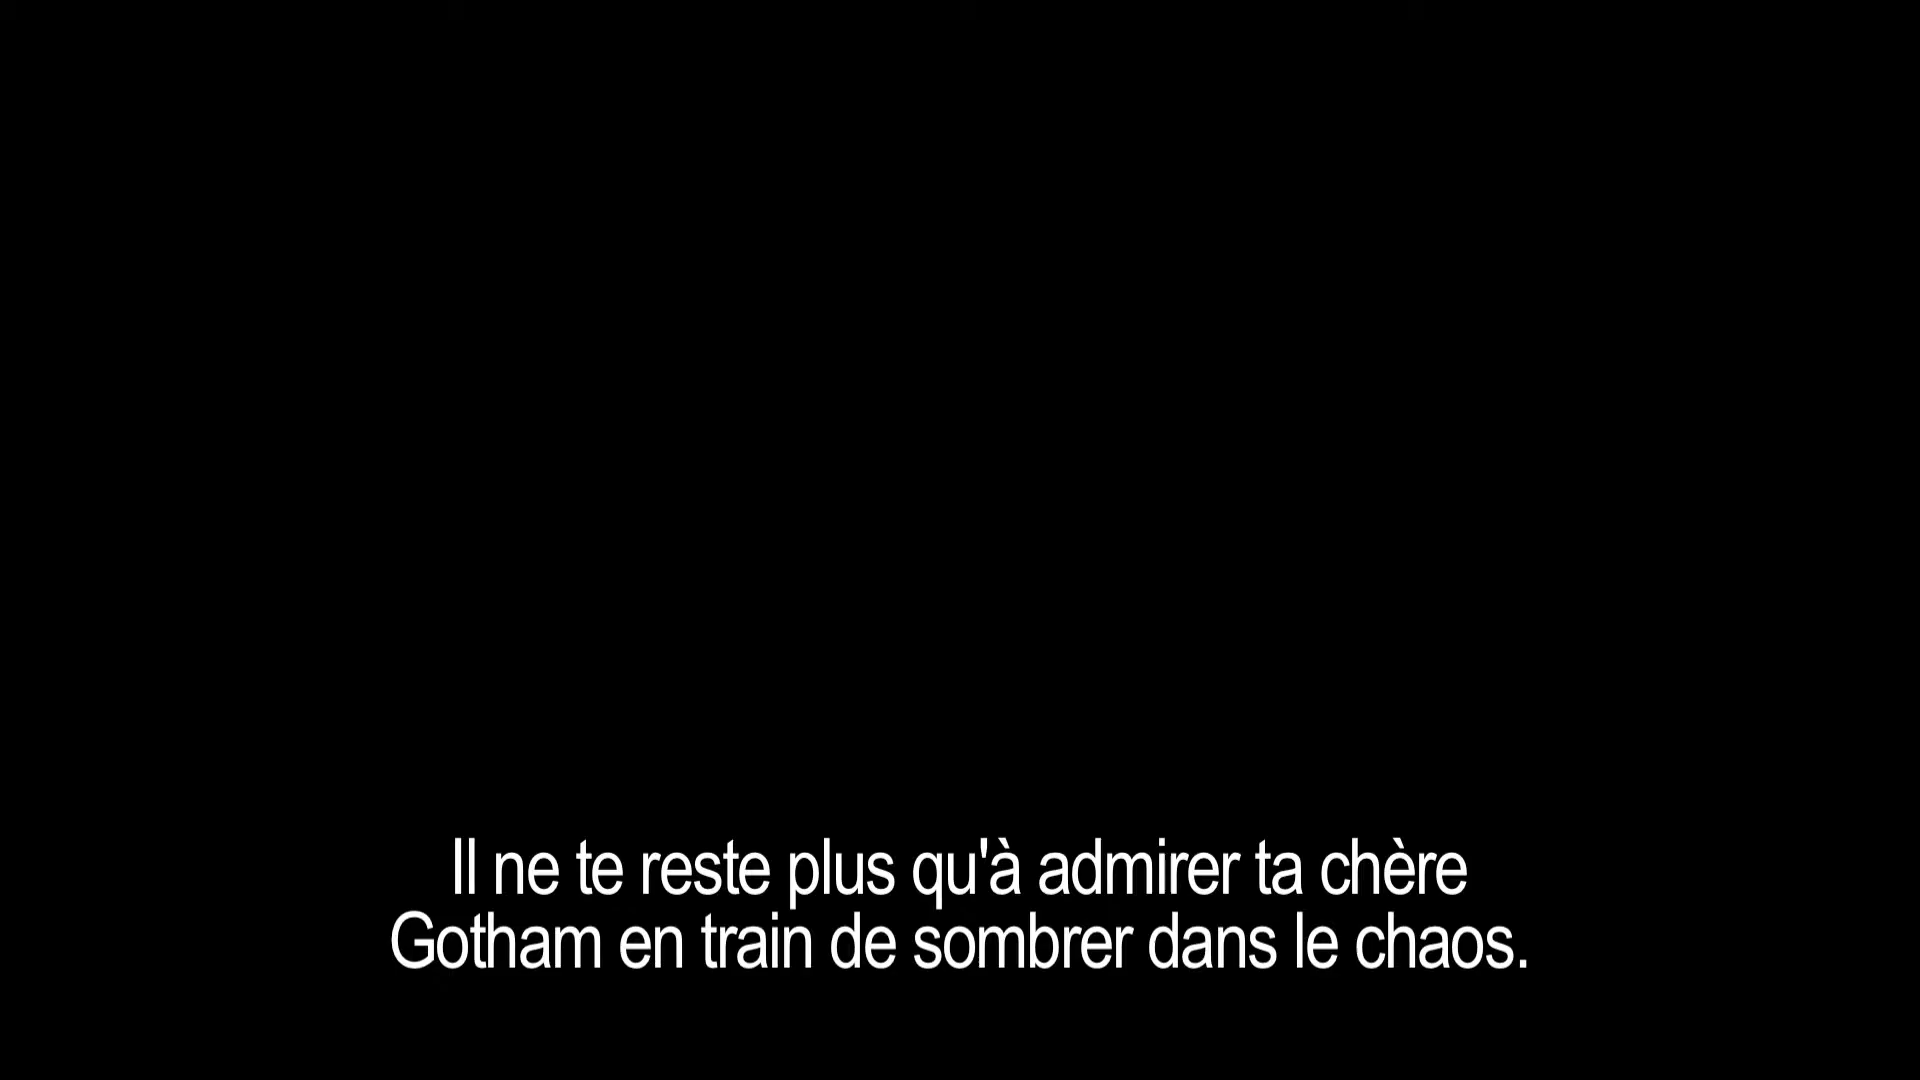 Il ne te reste plus qu'à admirer ta chère
Gotham en train de sombrer dans le chaos.